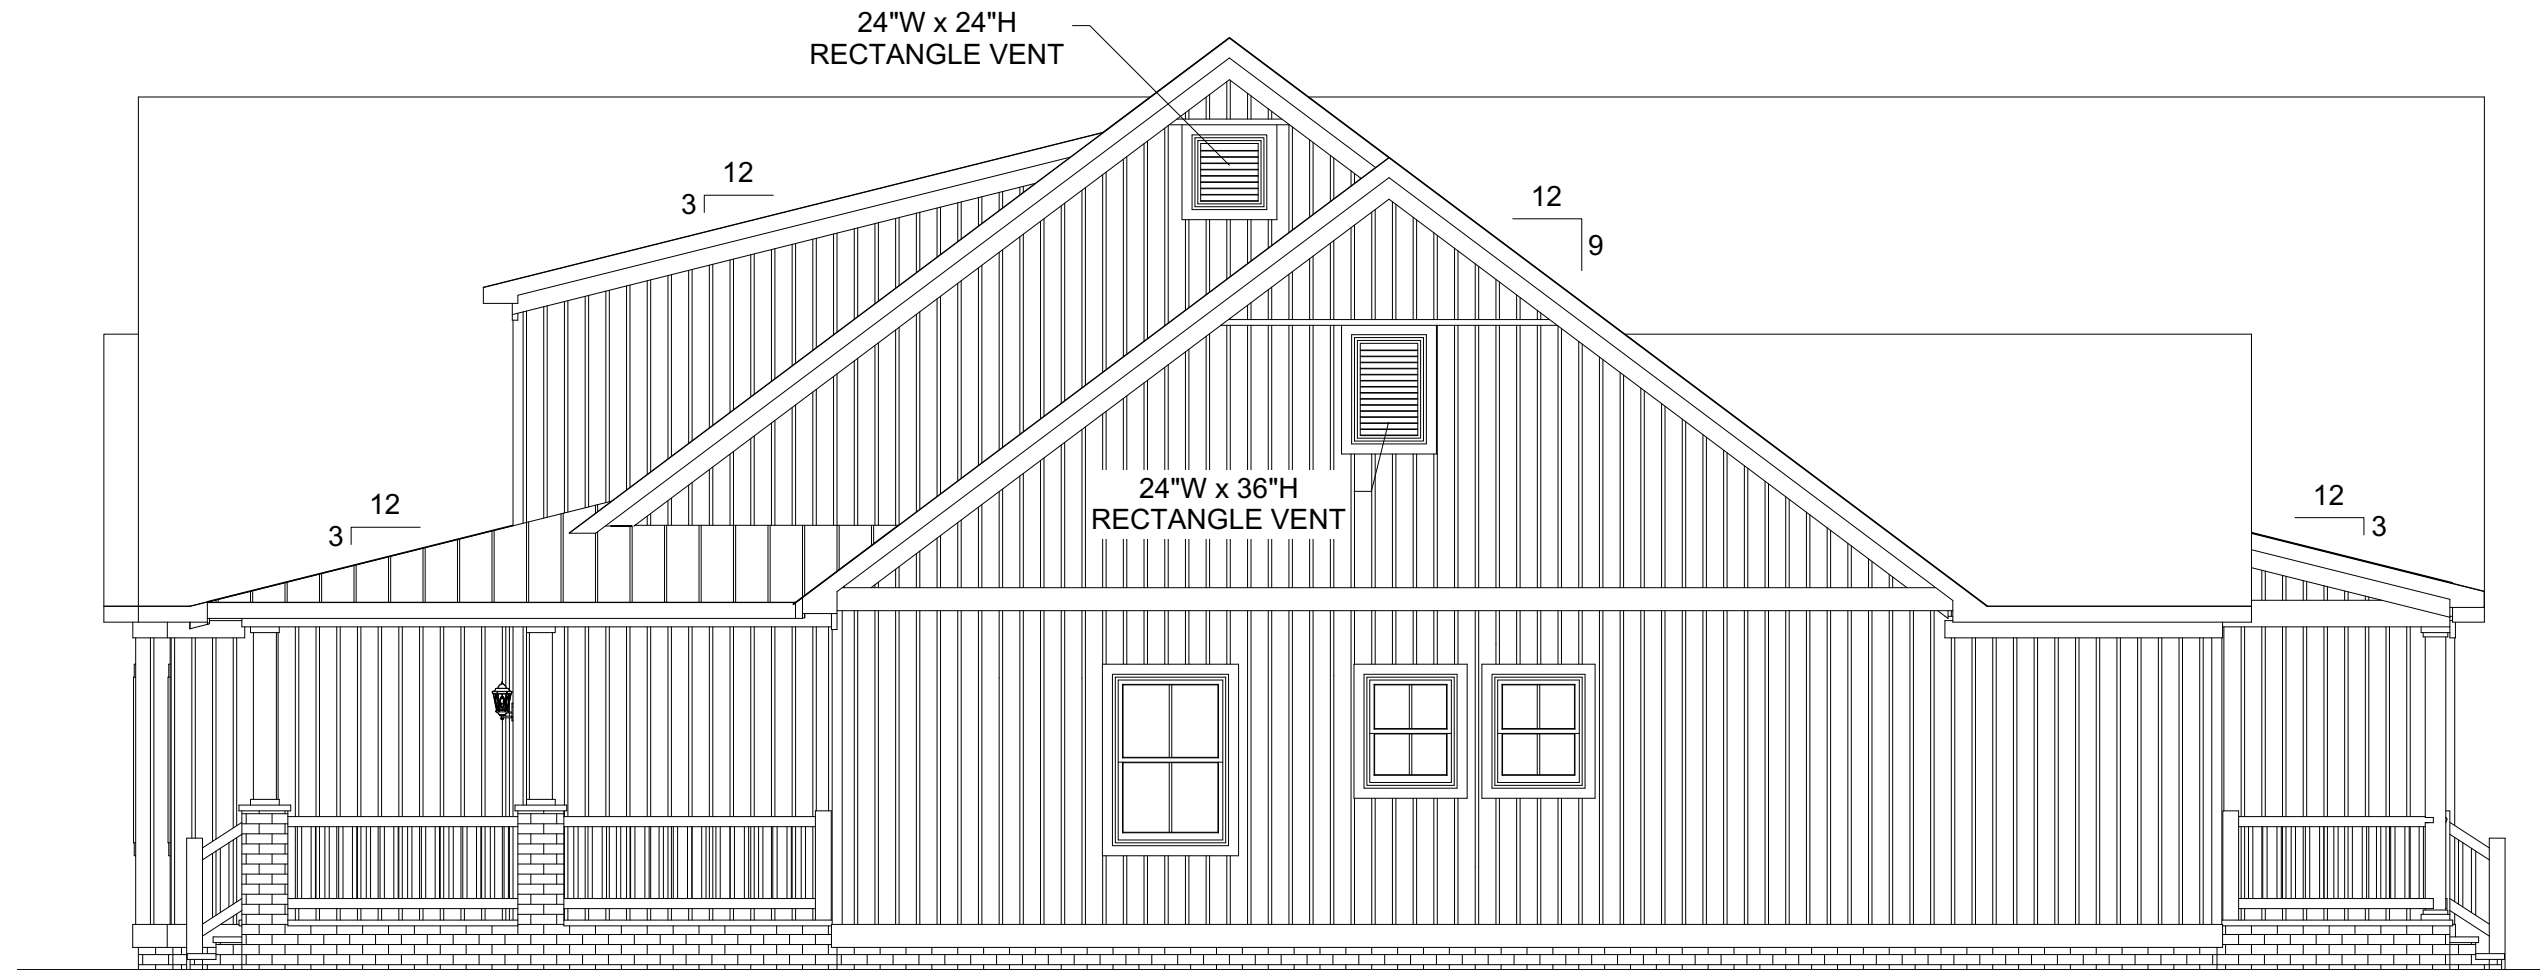 24"W x 24"H
RECTANGLE VENT
12
3
12
9
24"W x 36"H
RECTANGLE VENT
12
3
12
3